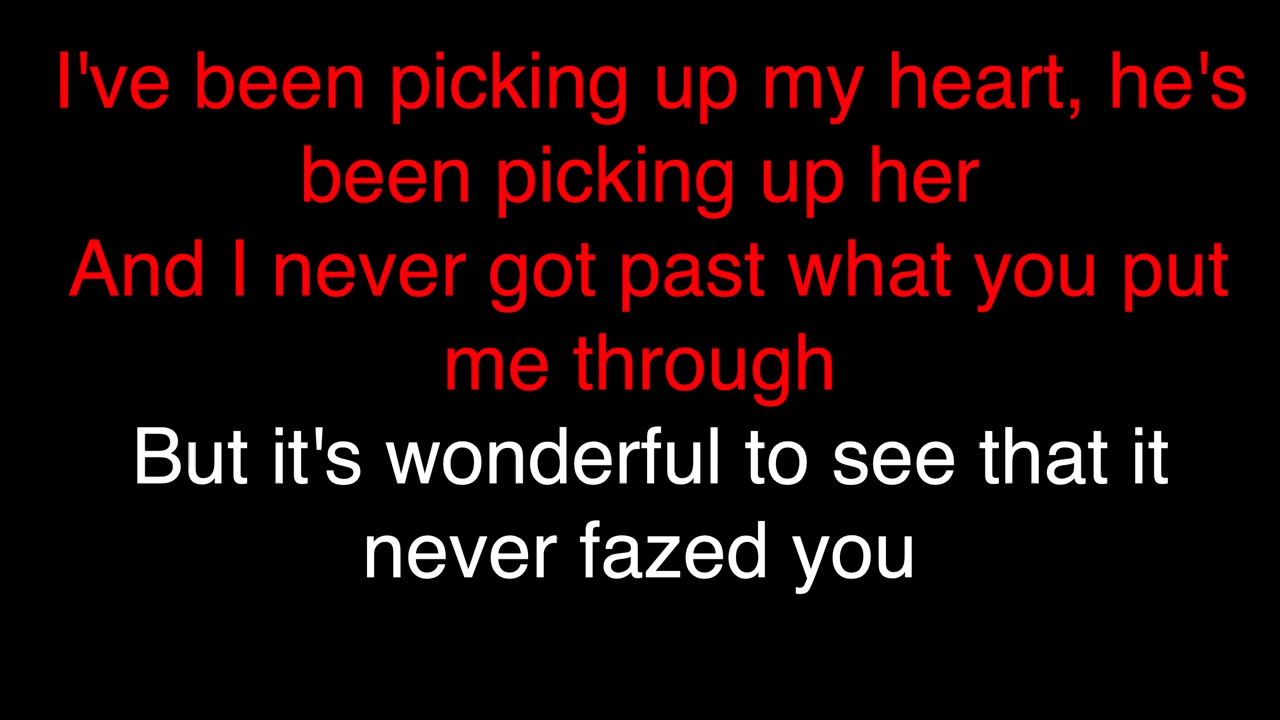 I've been picking up my heart, he's
been picking up her
And I never got past what you put
me through
But it's wonderful to see that it
never fazed you